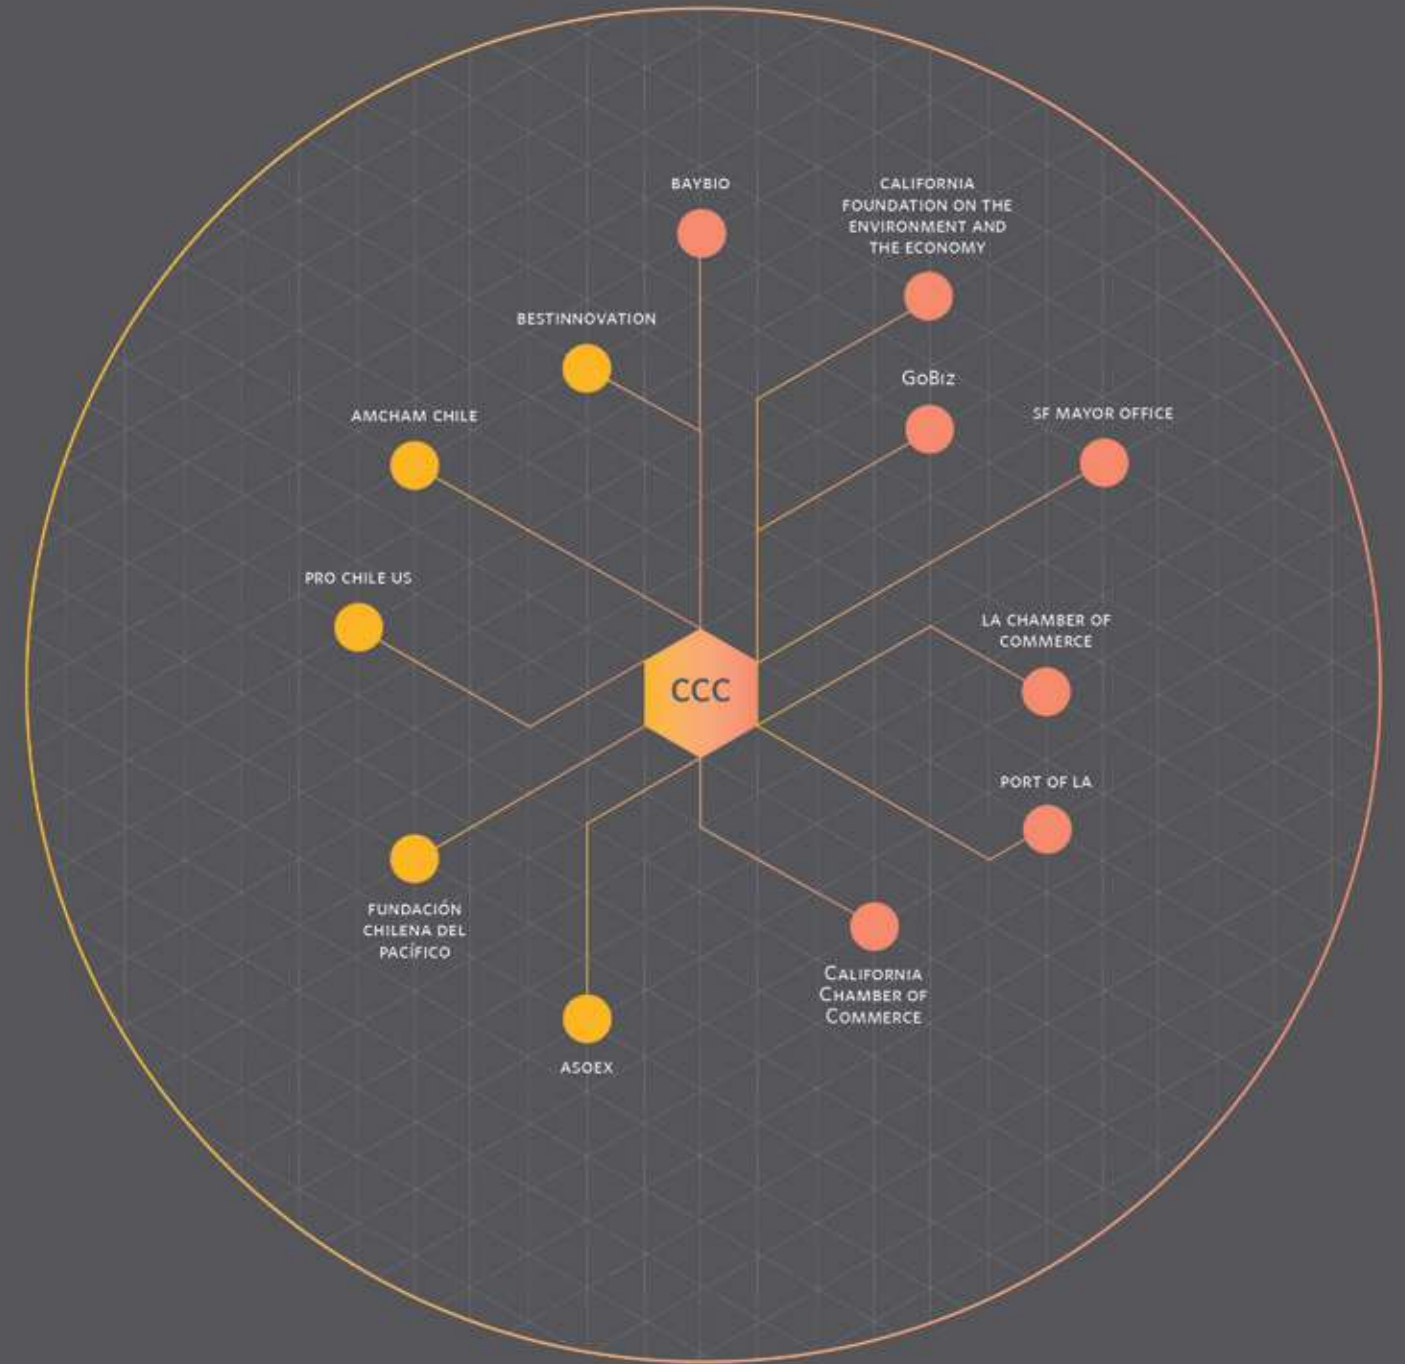 BAYBIO
CALIFORNIA
FOUNDATION ON THE
ENVIRONMENT AND
THE ECONOMY
BESTINNOVATION
GoBiz
AMCHAM CHILE
SF MAYOR OFFICE
PRO CHILE US
LA CHAMBER OF
COMMERCE
CCC
PORT OF LA
FUNDACIÓN
CHILENA DEL
PACÍFICO
California
Chamber of
Commerce
ASOEX